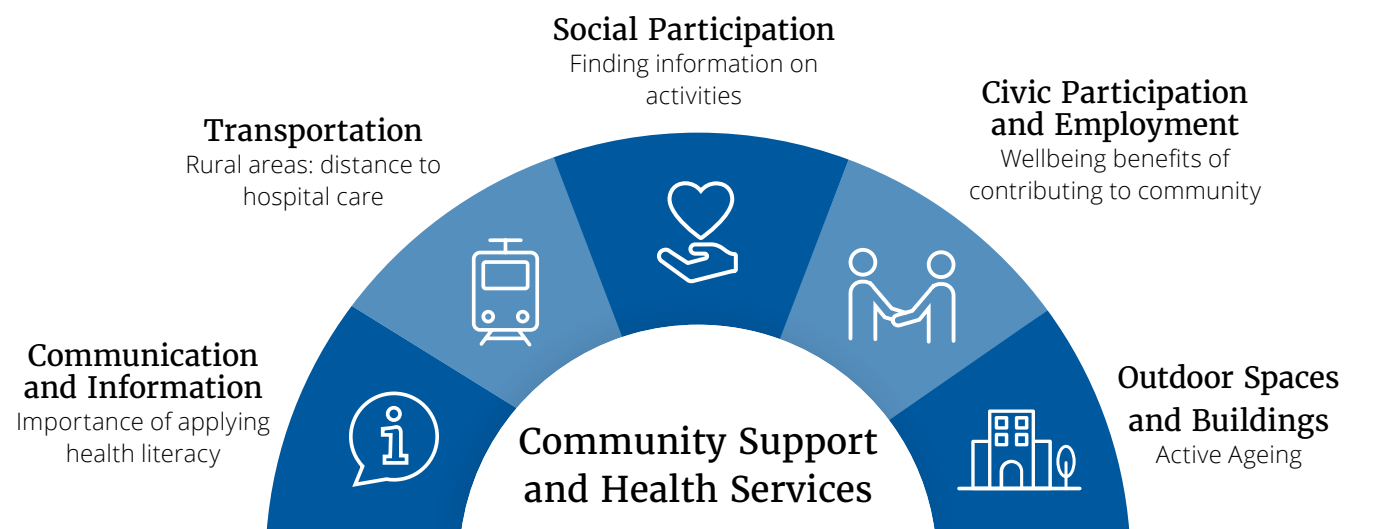 Social Participation
Finding information on
activities
Civic Participation
and Employment
Wellbeing benefits of
contributing to community
Transportation
Rural areas: distance to
hospital care
Communication
and Information
Importance of applying
health literacy
Outdoor Spaces
and Buildings
Active Ageing
Community Support
and Health Services